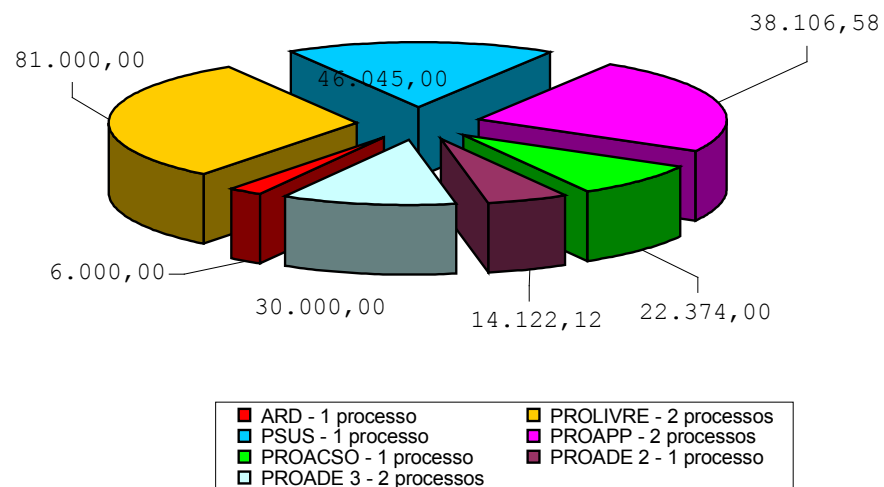 38.106,58
81.000,00
46.045,00
6.000,00
30.000,00
14.122,12
22.374,00
ARD - 1 processo
PROLIVRE - 2 processos
PSUS - 1 processo
PROAPP - 2 processos
PROACSO - 1 processo
PROADE 2 - 1 processo
PROADE 3 - 2 processos